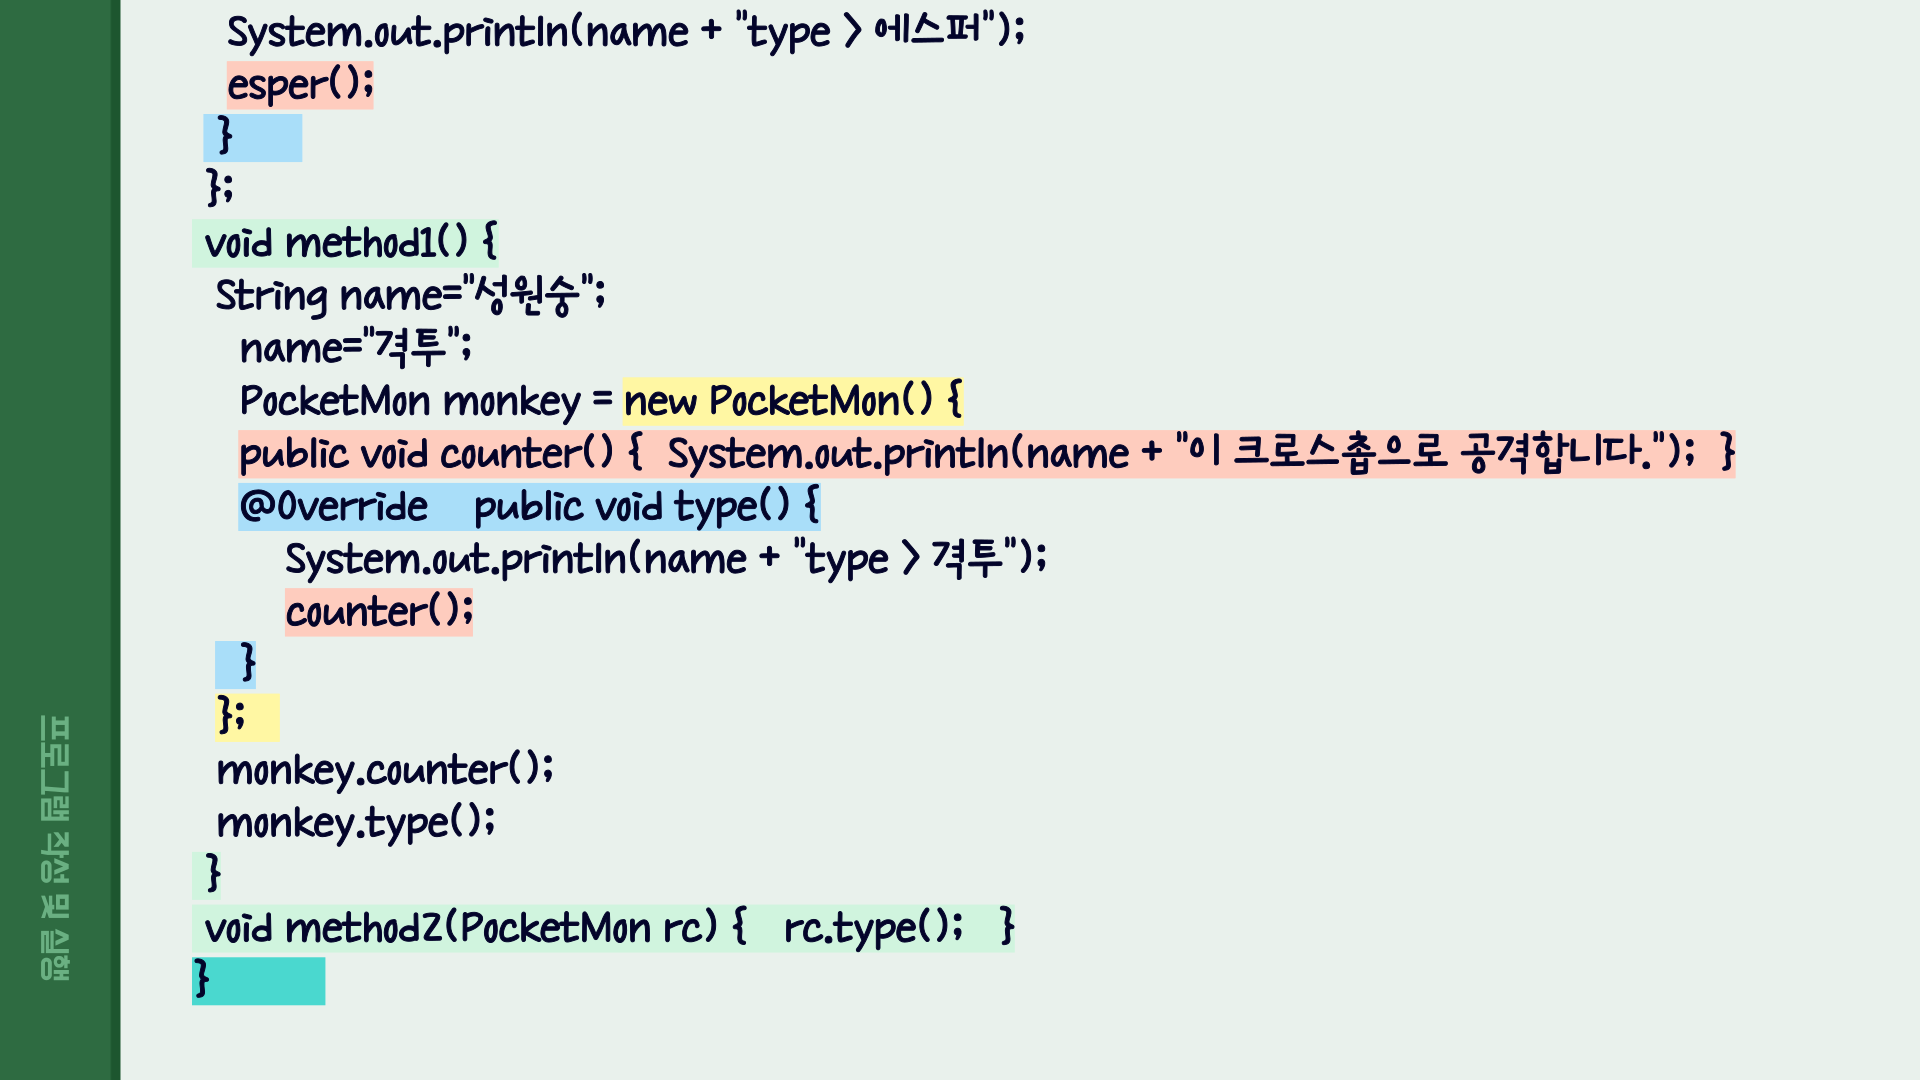 System.out.println(name + "type > 에스퍼");
esper();
}
};
void method1() {
String name="성원숭";
name="격투";
PocketMon monkey = new PocketMon() {
public void counter() { System.out.println(name + "이 크로스촙으로 공격합니다."); }
@Override public void type() {
System.out.println(name + "type > 격투");
counter();
}
};
monkey.counter();
monkey.type();
}
void method2(PocketMon rc) { rc.type(); }
}
프로그램 작성 및 실행